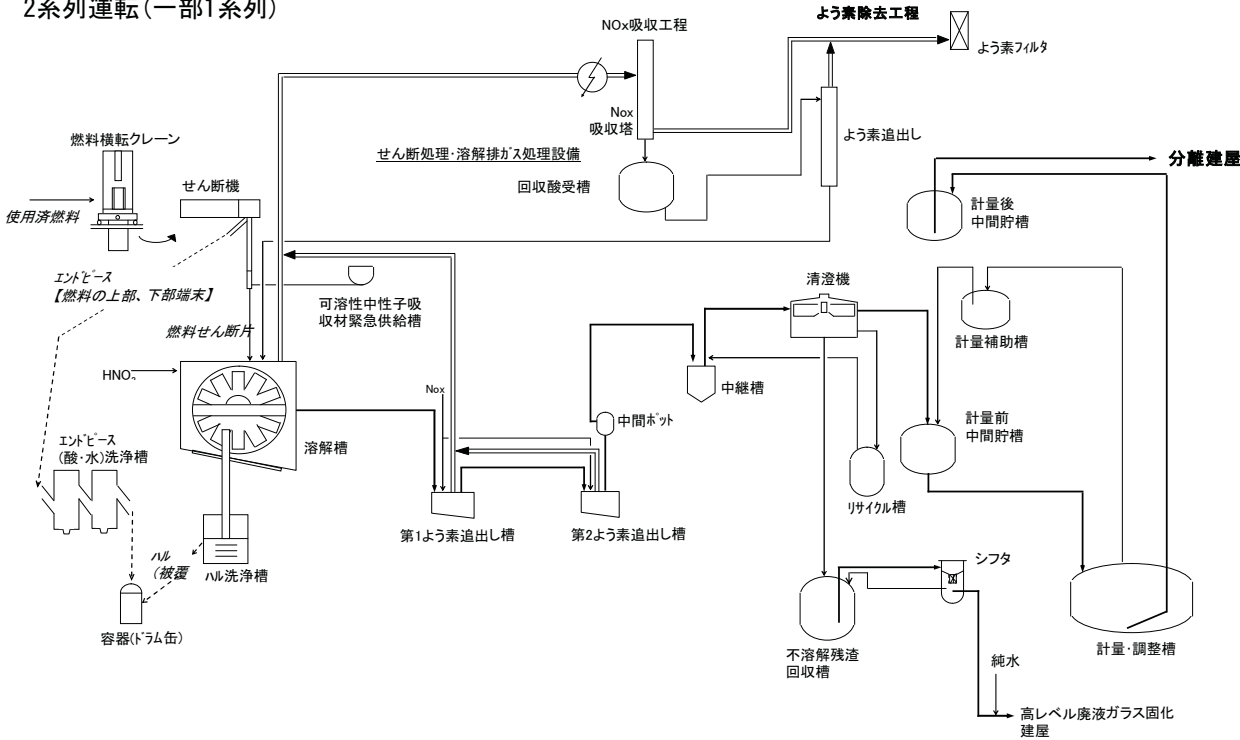 2系列運転(一部1系列)
NOx吸収工程
よう素除去工程
よう素フィルタ
Nox
吸収塔
よう素追出し
せん断処理・溶解排ガス処理設備
回収酸受槽
燃料横転クレーン
せん断機
使用済燃料
分離建屋
計量後
中間貯槽
エンドピース
【燃料の上部、下部端末】
可溶性中性子吸
収材緊急供給槽
清澄機
計量補助槽
燃料せん断片
HNO₃
Nox
中継槽
中間ポット
計量前
中間貯槽
溶解槽
エンドピース
(酸・水)洗浄槽
リサイクル槽
第1よう素追出し槽
第2よう素追出し槽
ハル
(被覆
ハル洗浄槽
シフタ
容器(ドラム缶)
不溶解残渣
回収槽
計量・調整槽
純水
高レベル廃液ガラス固化
建屋